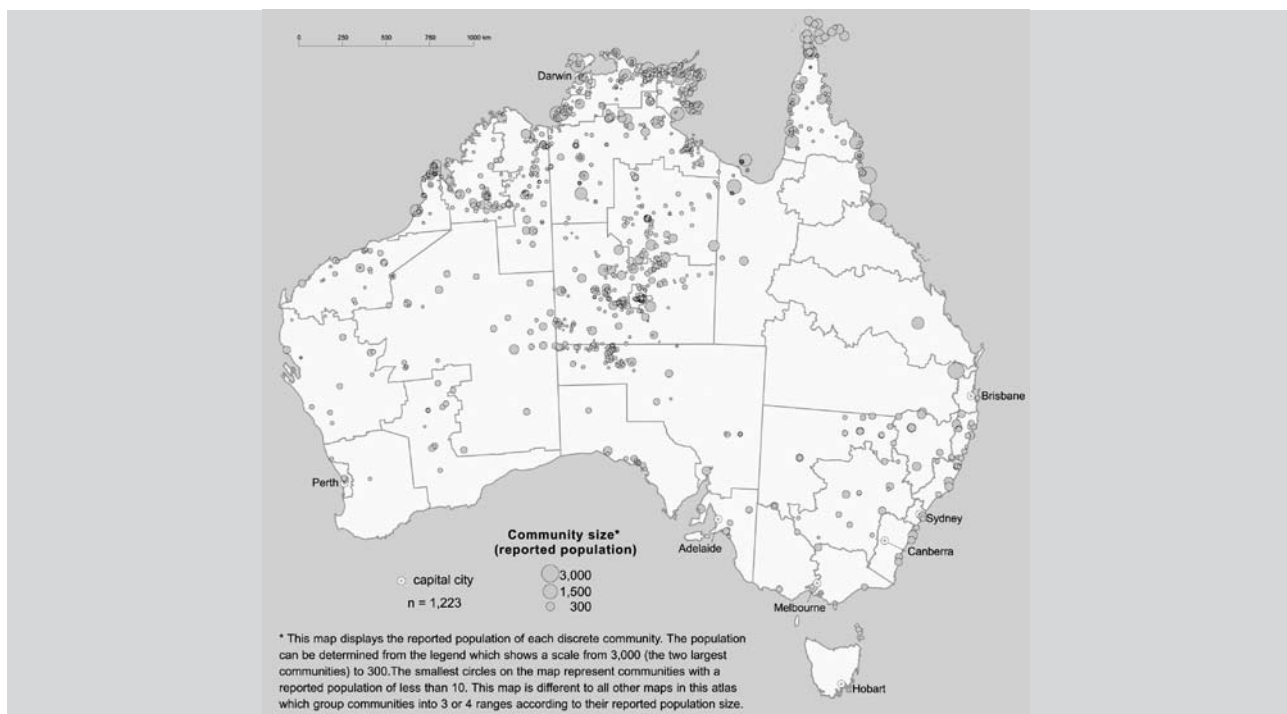 0 250 500 750 1000 km
Darwin
Brisbane
Perth
Sydney
Adelaide
Canberra
Community size*
(reported population)
3,000
capital city
1,500
n = 1,223
300
Melbourne
* This map displays the reported population of each discrete community. The population
can be determined from the legend which shows a scale from 3,000 (the two largest
communities) to 300.The smallest circles on the map represent communities with a
reported population of less than 10. This map is different to all other maps in this atlas
which group communities into 3 or 4 ranges according to their reported population size.
Hobart